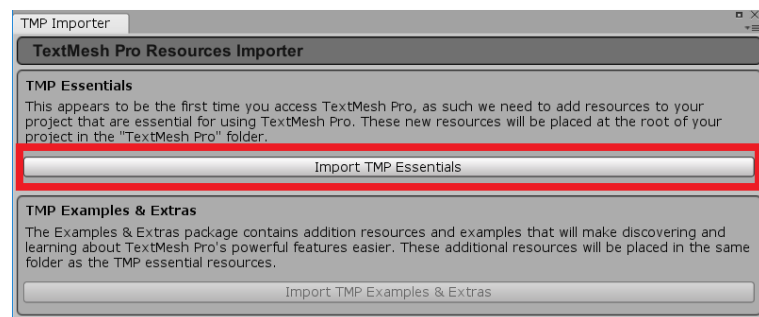 TMP Importer
TextMesh Pro Resources Importer
TMP Essentials
This appears to be the first time you access TextMesh Pro, as such we need to add resources to your
project that are essential for using TextMesh Pro. These new resources will be placed at the root of your
project in the "TextMesh Pro" folder.
Import TMP Essentials
TMP Examples & Extras
The Examples & Extras package contains addition resources and examples that will make discovering and
learning about TextMesh Pro's powerful features easier. These additional resources will be placed in the same
folder as the TMP essential resources.
Import TMP Examples & Extras